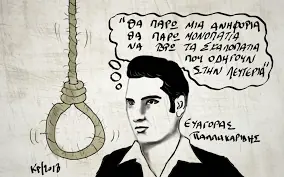 "ΘΑ ΠΑΡΩ ΜΙΑ ΑΝΗΦΟΡΙΑ
ΘΑ ΠΑΡΩ ΜΟΝΟΠΑΤΙΑ
ΝΑ ΒΡΩ ΤΑ ΣΚΑΛΟΠΑΤΙΑ
ΠΟΥ ΟΔΗΓΟΥΝ
ΣΤΗΝ ΛΕΥΤΕΡΙΑ"
ΕΥΑΓΟΡΑΣ
ΠΑΛΛΗΚΑΡΙΔΗΣ